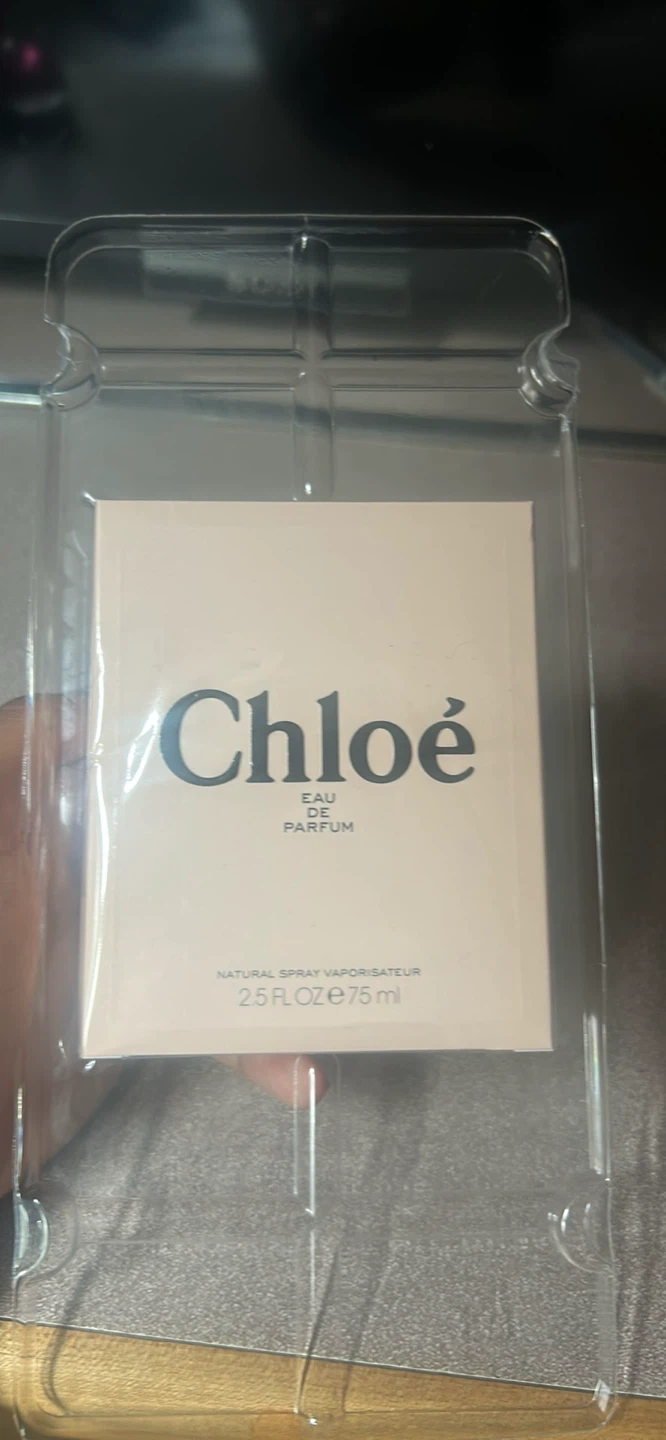 Chloé
EAU
DE
PARFUM
NATURAL SPRAY VAPORISATEUR
2.5 FL OZ e 75 ml